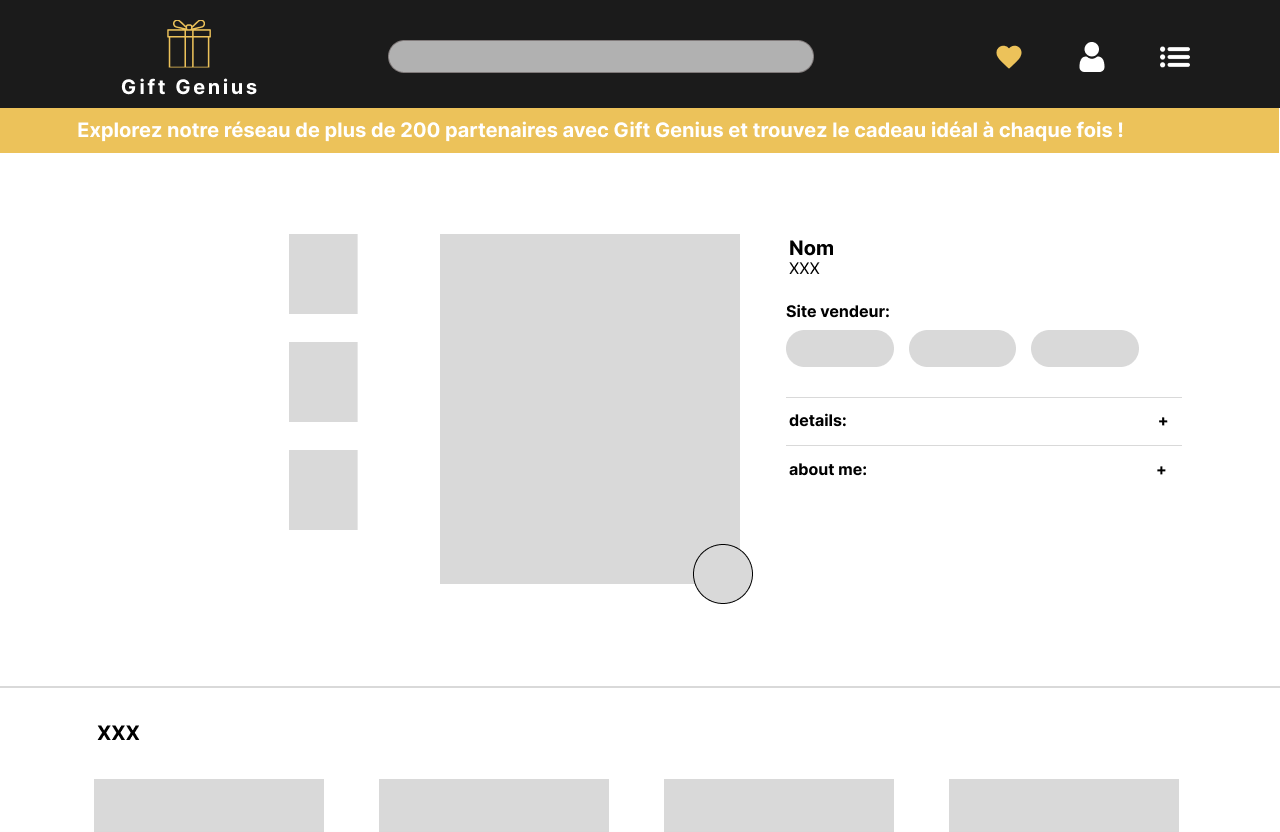 Gift Genius
Explorez notre réseau de plus de 200 partenaires avec Gift Genius et trouvez le cadeau idéal à chaque fois !
Nom
XXX
Site vendeur:
details: +
about me: +
XXX